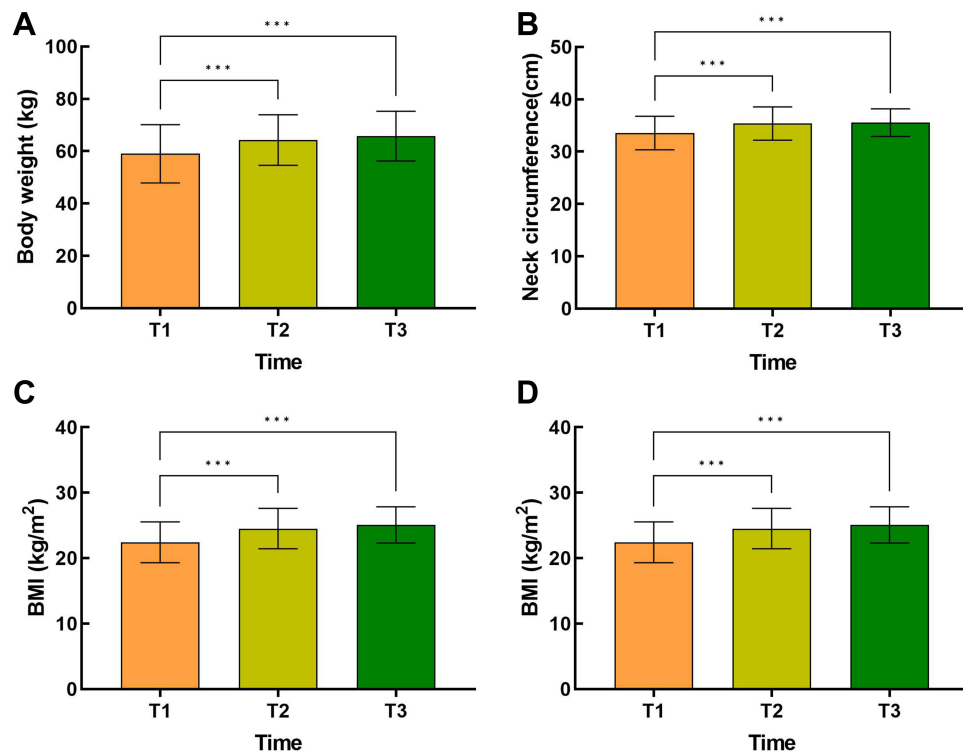 A
B
Body weight (kg)
100
80
60
40
20
0
***
***
T1 T2 T3
Time
Neck circumference(cm)
50
40
30
20
10
0
***
***
T1 T2 T3
Time
C
D
BMI (kg/m²)
40
30
20
10
0
***
***
T1 T2 T3
Time
BMI (kg/m²)
40
30
20
10
0
***
***
T1 T2 T3
Time